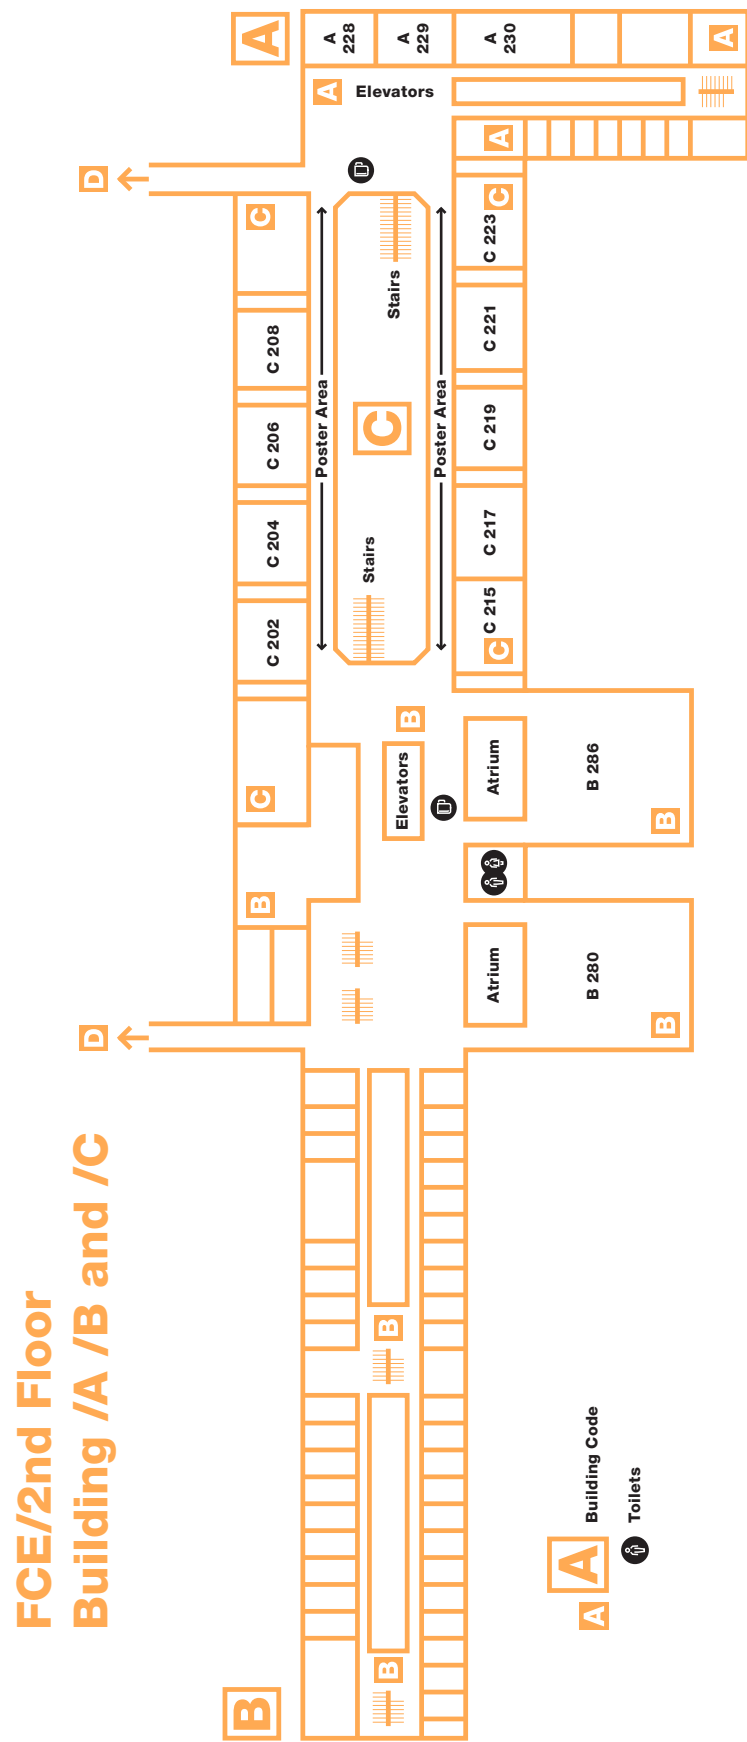 FCE/2nd Floor
Building /A /B and /C
B
A
D
D
B
C
C
C 202
C 204
C 206
C 208
A
228
A
229
A
230
A
A
Elevators
A
Poster Area
Stairs
C
Stairs
Poster Area
B
B
B
Elevators
C
C 215
C 217
C 219
C 221
C 223
C
Atrium
Atrium
B 280
B
B 286
B
A
A
Building Code
Toilets